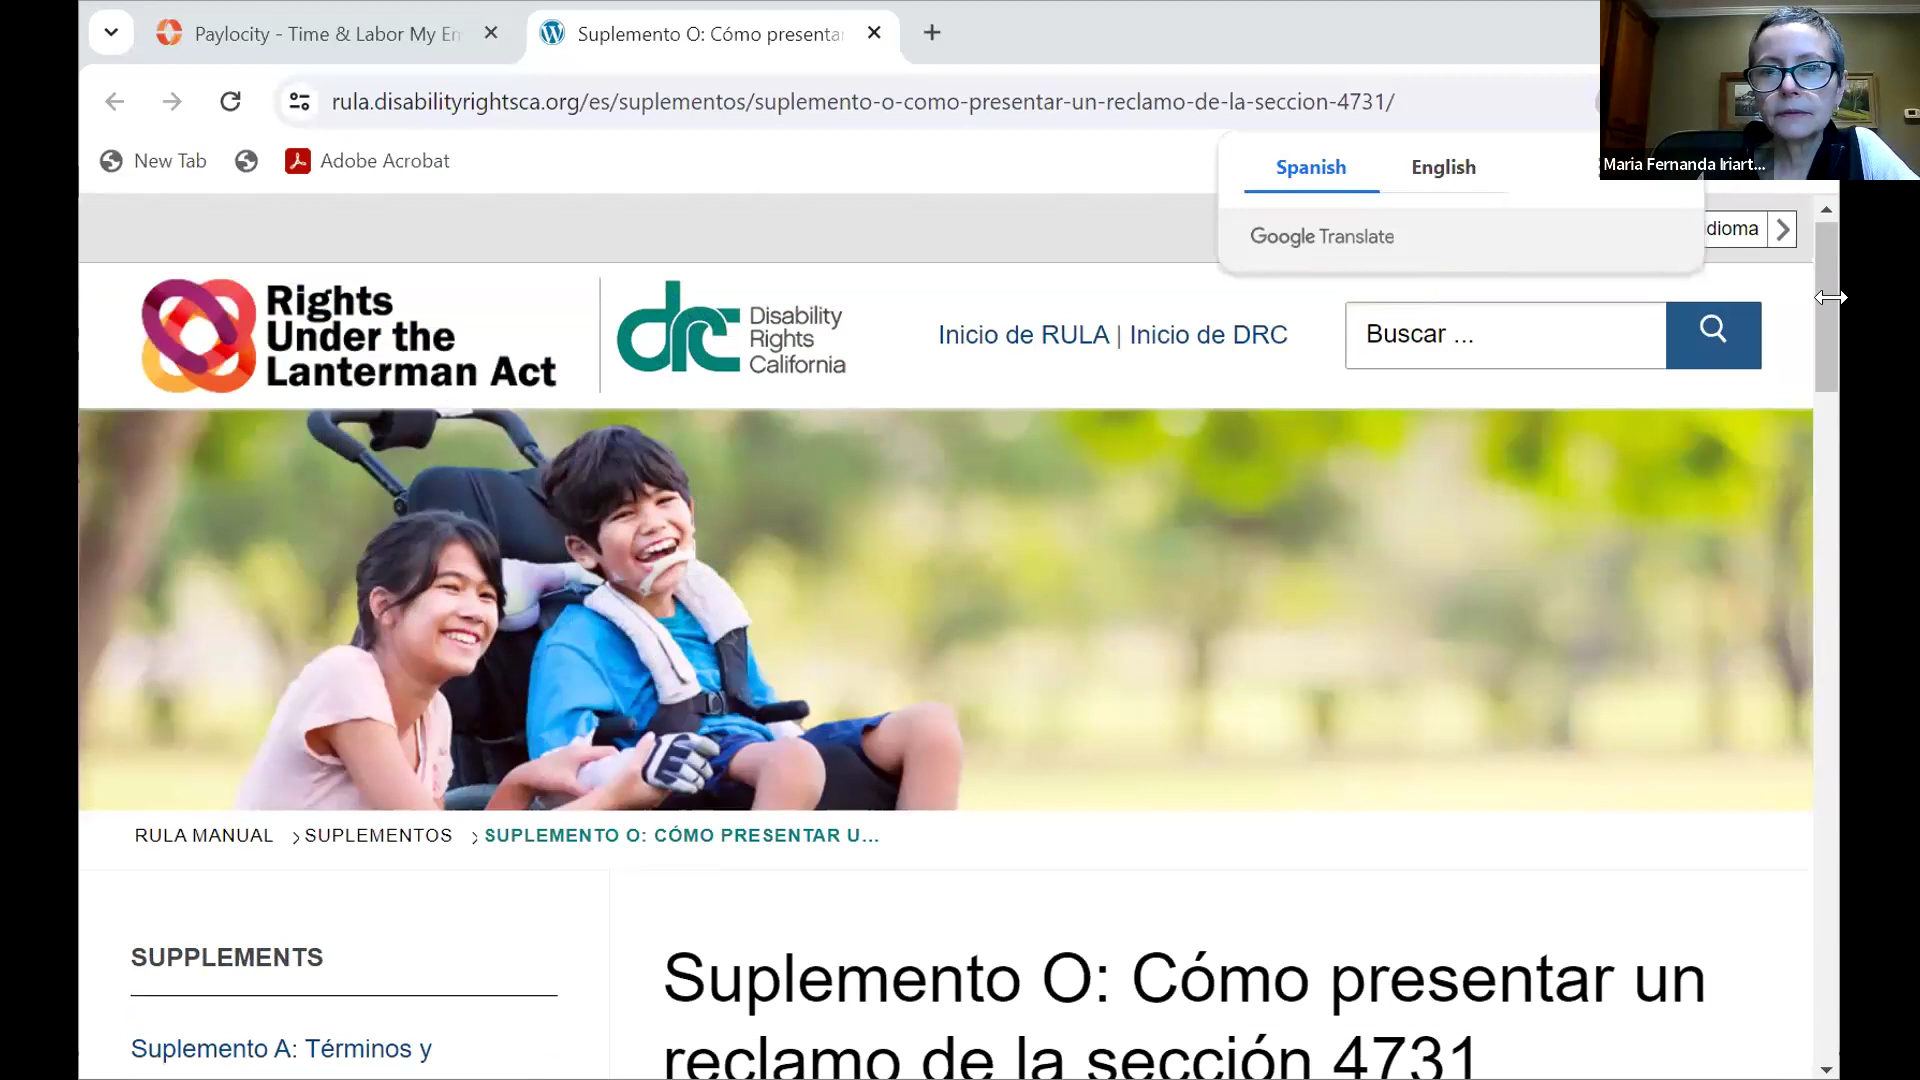 Paylocity - Time & Labor My Em
Suplemento O: Cómo presenta
rula.disabilityrightsca.org/es/suplementos/suplemento-o-como-presentar-un-reclamo-de-la-seccion-4731/
New Tab
Adobe Acrobat
Spanish
English
Google Translate
Maria Fernanda Iriart...
idioma
Rights
Under the
Lanterman Act
drc
Disability
Rights
California
Inicio de RULA | Inicio de DRC
Buscar ...
RULA MANUAL
SUPLEMENTOS
SUPLEMENTO O: CÓMO PRESENTAR U...
SUPPLEMENTS
Suplemento A: Términos y
Suplemento O: Cómo presentar un
reclamo de la sección 4731